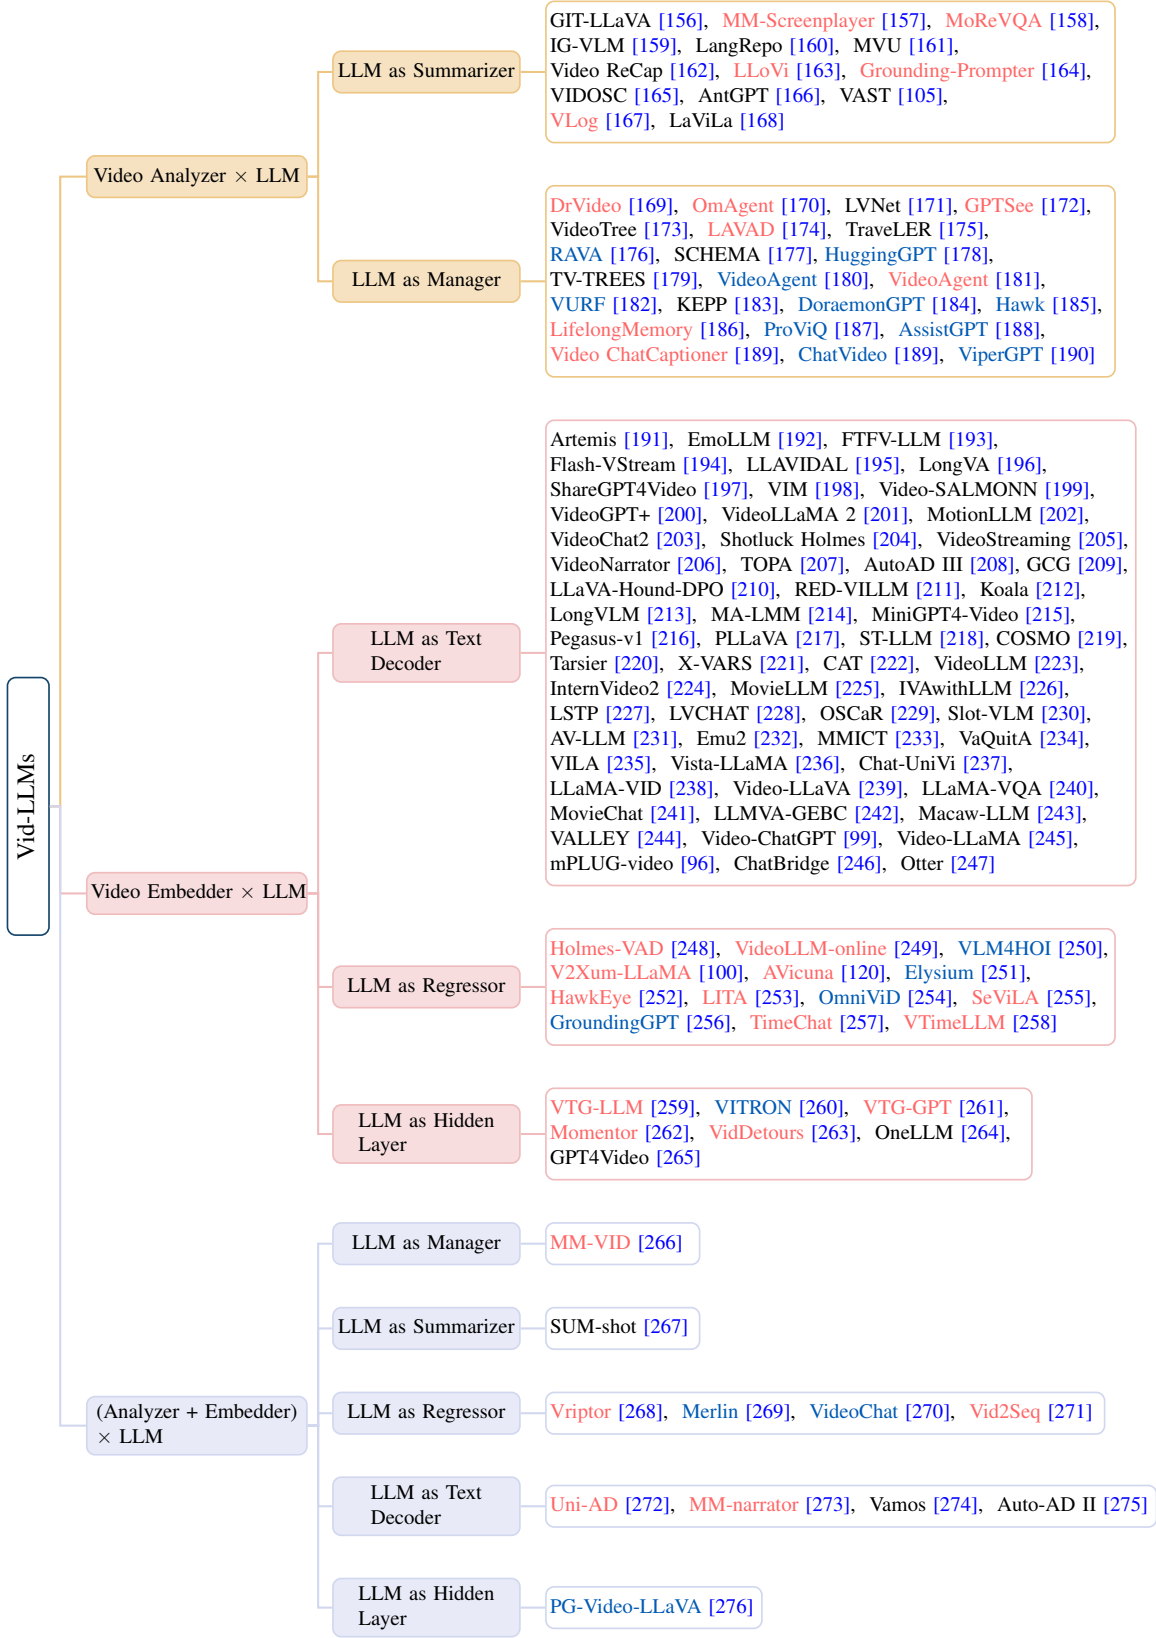 Vid-LLMs
Video Analyzer × LLM
LLM as Summarizer
GIT-LLaVA [156], MM-Screenplayer [157], MoReVQA [158],
IG-VLM [159], LangRepo [160], MVU [161],
Video ReCap [162], LLoVi [163], Grounding-Prompter [164],
VIDOSC [165], AntGPT [166], VAST [105],
VLog [167], LaViLa [168]
LLM as Manager
DrVideo [169], OmAgent [170], LVNet [171], GPTSee [172],
VideoTree [173], LAVAD [174], TraveLER [175],
RAVA [176], SCHEMA [177], HuggingGPT [178],
TV-TREES [179], VideoAgent [180], VideoAgent [181],
VURF [182], KEPP [183], DoraemonGPT [184], Hawk [185],
LifelongMemory [186], ProViQ [187], AssistGPT [188],
Video ChatCaptioner [189], ChatVideo [189], ViperGPT [190]
Video Embedder × LLM
LLM as Text
Decoder
Artemis [191], EmoLLM [192], FTFV-LLM [193],
Flash-VStream [194], LLAVIDAL [195], LongVA [196],
ShareGPT4Video [197], VIM [198], Video-SALMONN [199],
VideoGPT+ [200], VideoLLaMA 2 [201], MotionLLM [202],
VideoChat2 [203], Shotluck Holmes [204], VideoStreaming [205],
VideoNarrator [206], TOPA [207], AutoAD III [208], GCG [209],
LLaVA-Hound-DPO [210], RED-VILLM [211], Koala [212],
LongVLM [213], MA-LMM [214], MiniGPT4-Video [215],
Pegasus-v1 [216], PLLaVA [217], ST-LLM [218], COSMO [219],
Tarsier [220], X-VARS [221], CAT [222], VideoLLM [223],
InternVideo2 [224], MovieLLM [225], IVAwithLLM [226],
LSTP [227], LVCHAT [228], OSCaR [229], Slot-VLM [230],
AV-LLM [231], Emu2 [232], MMICT [233], VaQuitA [234],
VILA [235], Vista-LLaMA [236], Chat-UniVi [237],
LLaMA-VID [238], Video-LLaVA [239], LLaMA-VQA [240],
MovieChat [241], LLMVA-GEBC [242], Macaw-LLM [243],
VALLEY [244], Video-ChatGPT [99], Video-LLaMA [245],
mPLUG-video [96], ChatBridge [246], Otter [247]
LLM as Regressor
Holmes-VAD [248], VideoLLM-online [249], VLM4HOI [250],
V2Xum-LLaMA [100], AVicuna [120], Elysium [251],
HawkEye [252], LITA [253], OmniViD [254], SeViLA [255],
GroundingGPT [256], TimeChat [257], VTimeLLM [258]
LLM as Hidden
Layer
VTG-LLM [259], VITRON [260], VTG-GPT [261],
Momentor [262], VidDetours [263], OneLLM [264],
GPT4Video [265]
(Analyzer + Embedder)
× LLM
LLM as Manager
MM-VID [266]
LLM as Summarizer
SUM-shot [267]
LLM as Regressor
Vriptor [268], Merlin [269], VideoChat [270], Vid2Seq [271]
LLM as Text
Decoder
Uni-AD [272], MM-narrator [273], Vamos [274], Auto-AD II [275]
LLM as Hidden
Layer
PG-Video-LLaVA [276]